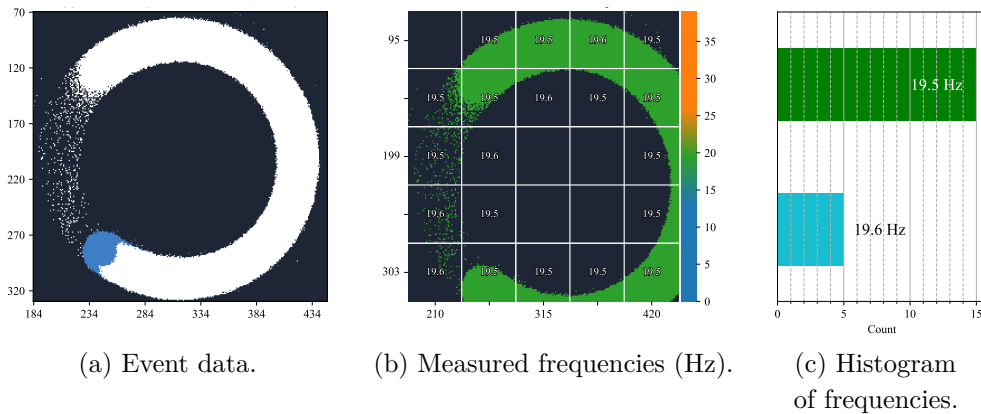 70
120
170
220
270
320
184 234 284 334 384 434
95
199
303
19.5 19.5 19.6 19.5
19.5 19.5 19.6 19.5 19.5
19.5 19.6 19.5
19.6 19.5 19.5
19.6 19.5 19.5 19.5 19.5
210 315 420
35
30
25
20
15
10
5
0
19.5 Hz
19.6 Hz
0 5 10 15
Count
(a) Event data.
(b) Measured frequencies (Hz).
(c) Histogram
of frequencies.